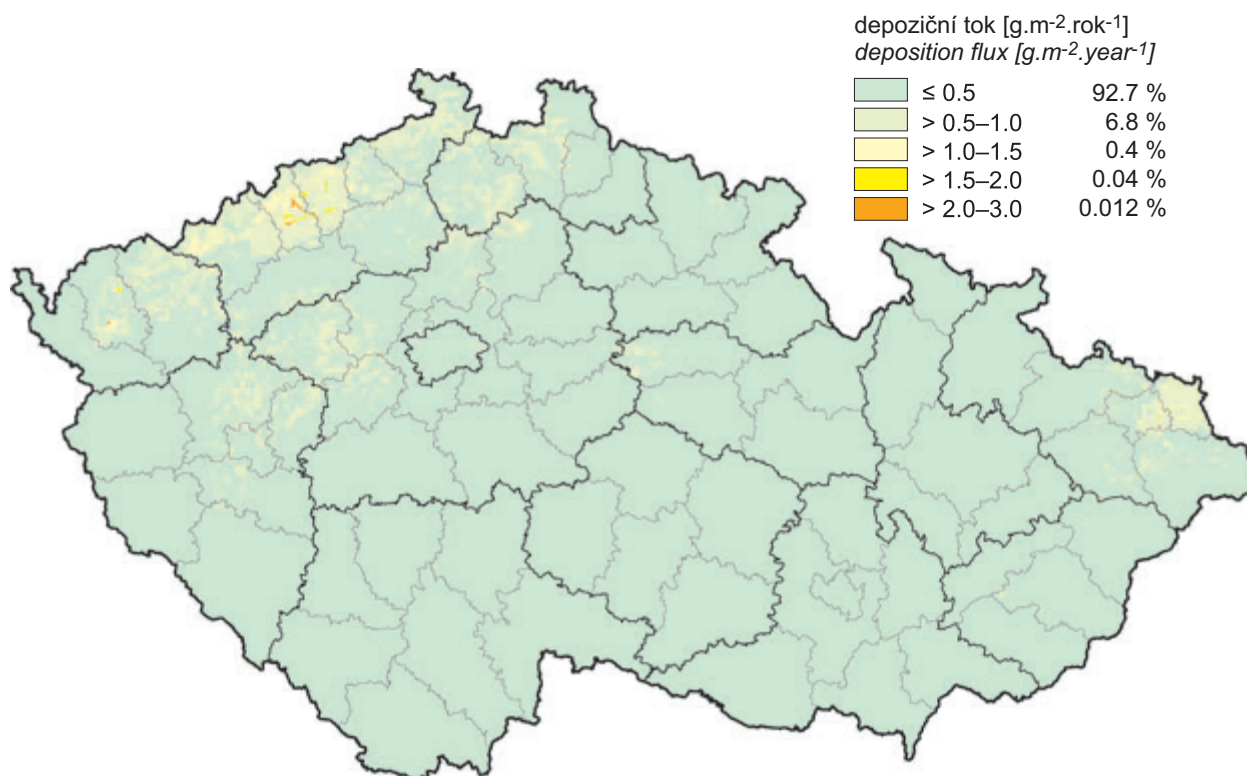 depoziční tok [g.m-2.rok-1]
deposition flux [g.m-2.year-1]
≤ 0.5 92.7 %
> 0.5–1.0 6.8 %
> 1.0–1.5 0.4 %
> 1.5–2.0 0.04 %
> 2.0–3.0 0.012 %